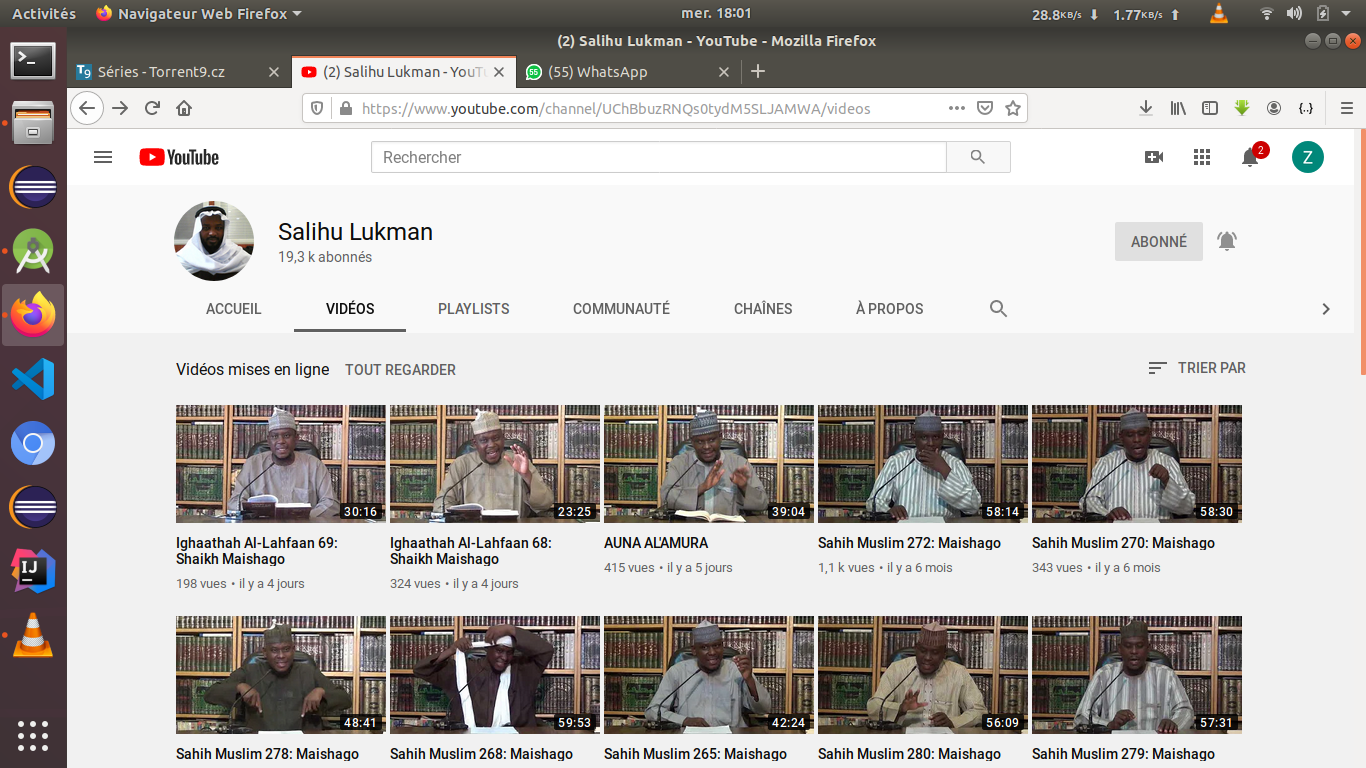 Activités Navigateur Web Firefox mer. 18:01 28.8KB/s 1.77KB/s
(2) Salihu Lukman - YouTube - Mozilla Firefox
Séries - Torrent9.cz (2) Salihu Lukman - YouTu (55) WhatsApp
https://www.youtube.com/channel/UChBbuzRNQs0tydM5SLJAMWA/videos
YouTube Rechercher 2 Z
Salihu Lukman
19,3 k abonnés
ABONNÉ
ACCUEIL VIDÉOS PLAYLISTS COMMUNAUTÉ CHAÎNES À PROPOS
Vidéos mises en ligne TOUT REGARDER TRIER PAR
30:16 23:25 39:04 58:14 58:30
Ighaathah Al-Lahfaan 69: Shaikh Maishago
198 vues • il y a 4 jours
Ighaathah Al-Lahfaan 68: Shaikh Maishago
324 vues • il y a 4 jours
AUNA AL'AMURA
415 vues • il y a 5 jours
Sahih Muslim 272: Maishago
1,1 k vues • il y a 6 mois
Sahih Muslim 270: Maishago
343 vues • il y a 6 mois
48:41 59:53 42:24 56:09 57:31
Sahih Muslim 278: Maishago
Sahih Muslim 268: Maishago
Sahih Muslim 265: Maishago
Sahih Muslim 280: Maishago
Sahih Muslim 279: Maishago